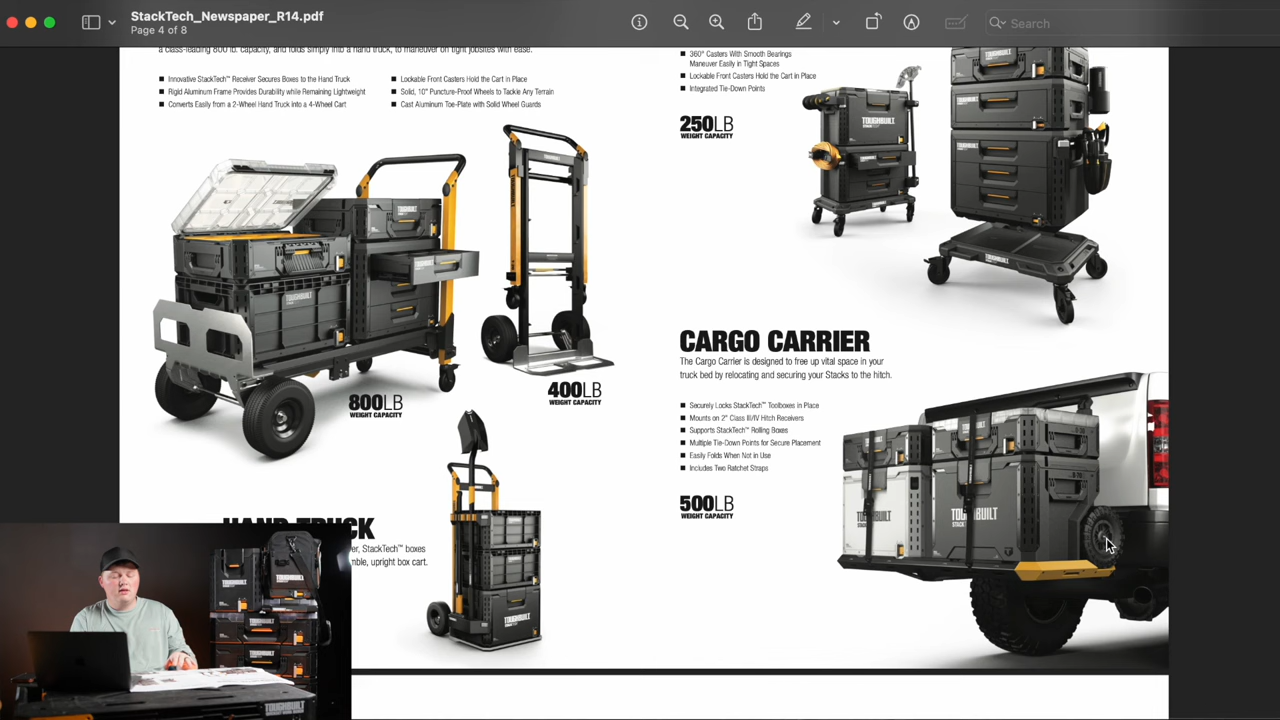 StackTech_Newspaper_R14.pdf
Page 4 of 8
Search
a class-leading 800 lb. capacity, and folds simply into a hand truck, to maneuver on tight jobsites with ease.
■ Innovative StackTech™ Receiver Secures Boxes to the Hand Truck
■ Rigid Aluminum Frame Provides Durability while Remaining Lightweight
■ Converts Easily from a 2-Wheel Hand Truck into a 4-Wheel Cart
■ Lockable Front Casters Hold the Cart in Place
■ Solid, 10" Puncture-Proof Wheels to Tackle Any Terrain
■ Cast Aluminum Toe-Plate with Solid Wheel Guards
800LB
WEIGHT CAPACITY
400LB
WEIGHT CAPACITY
HAND TRUCK
er, StackTech™ boxes
mble, upright box cart.
■ 360° Casters With Smooth Bearings
Maneuver Easily in Tight Spaces
■ Lockable Front Casters Hold the Cart in Place
■ Integrated Tie-Down Points
250LB
WEIGHT CAPACITY
CARGO CARRIER
The Cargo Carrier is designed to free up vital space in your
truck bed by relocating and securing your Stacks to the hitch.
■ Securely Locks StackTech™ Toolboxes in Place
■ Mounts on 2" Class III/IV Hitch Receivers
■ Supports StackTech™ Rolling Boxes
■ Multiple Tie-Down Points for Secure Placement
■ Easily Folds When Not in Use
■ Includes Two Ratchet Straps
500LB
WEIGHT CAPACITY
TOUGHBUILT
TOUGHBUILT
TOUGHBUILT
TOUGHBUILT
TOUGHBUILT
TOUGHBUILT
TOUGHBUILT